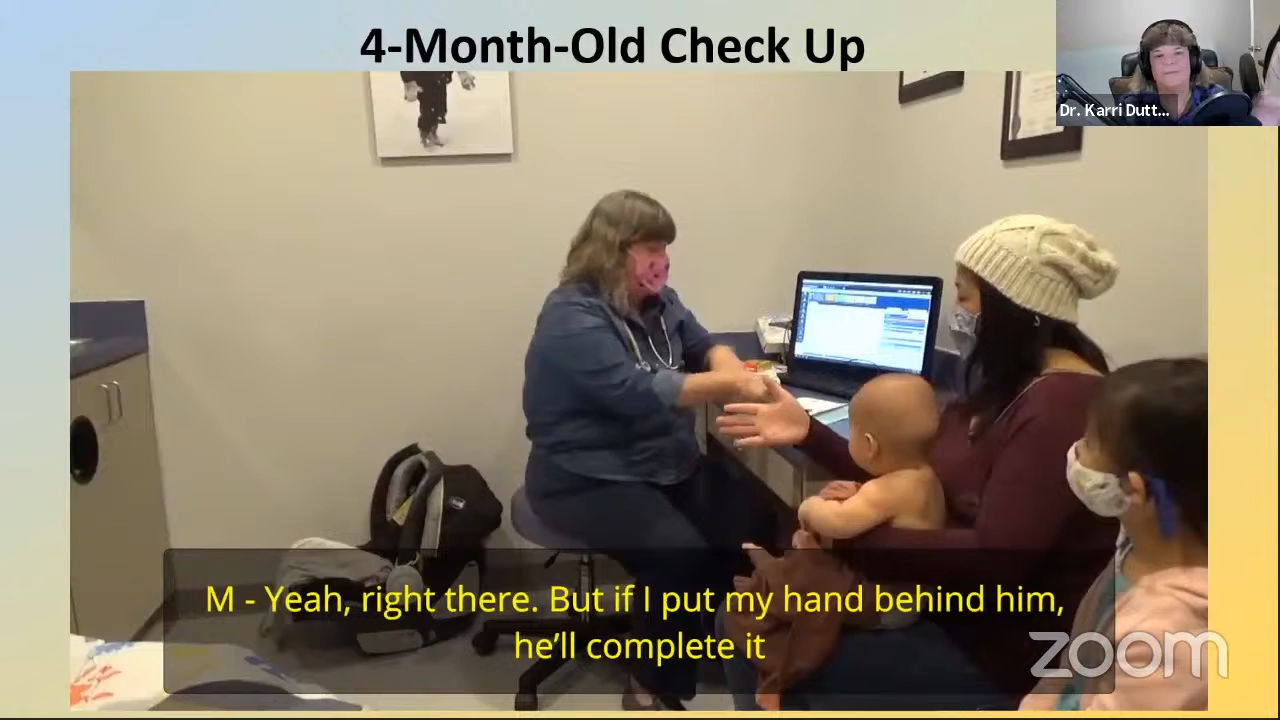 4-Month-Old Check Up
Dr. Karri Dutt...
M - Yeah, right there. But if I put my hand behind him,
he'll complete it
zoom